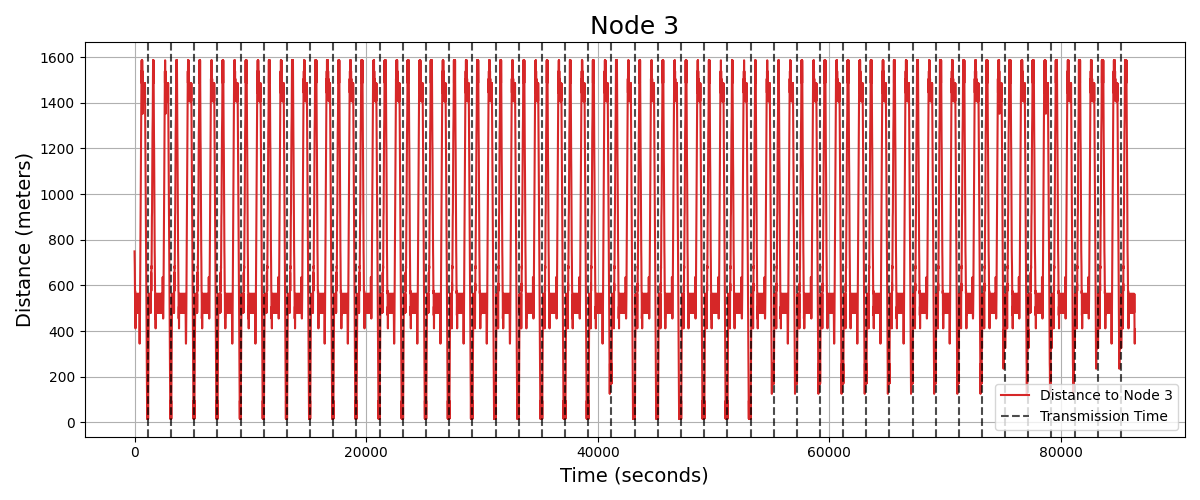 Node 3
Distance (meters)
1600
1400
1200
1000
800
600
400
200
0
0 20000 40000 60000 80000
Time (seconds)
Distance to Node 3
Transmission Time